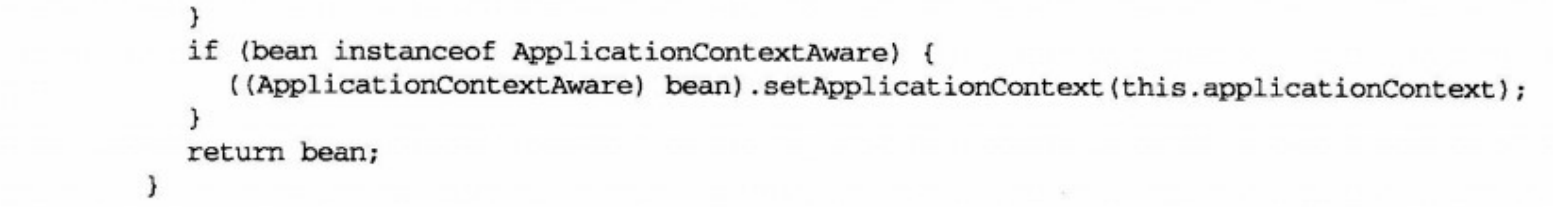 }
if (bean instanceof ApplicationContextAware) {
((ApplicationContextAware) bean).setApplicationContext(this.applicationContext);
}
return bean;
}